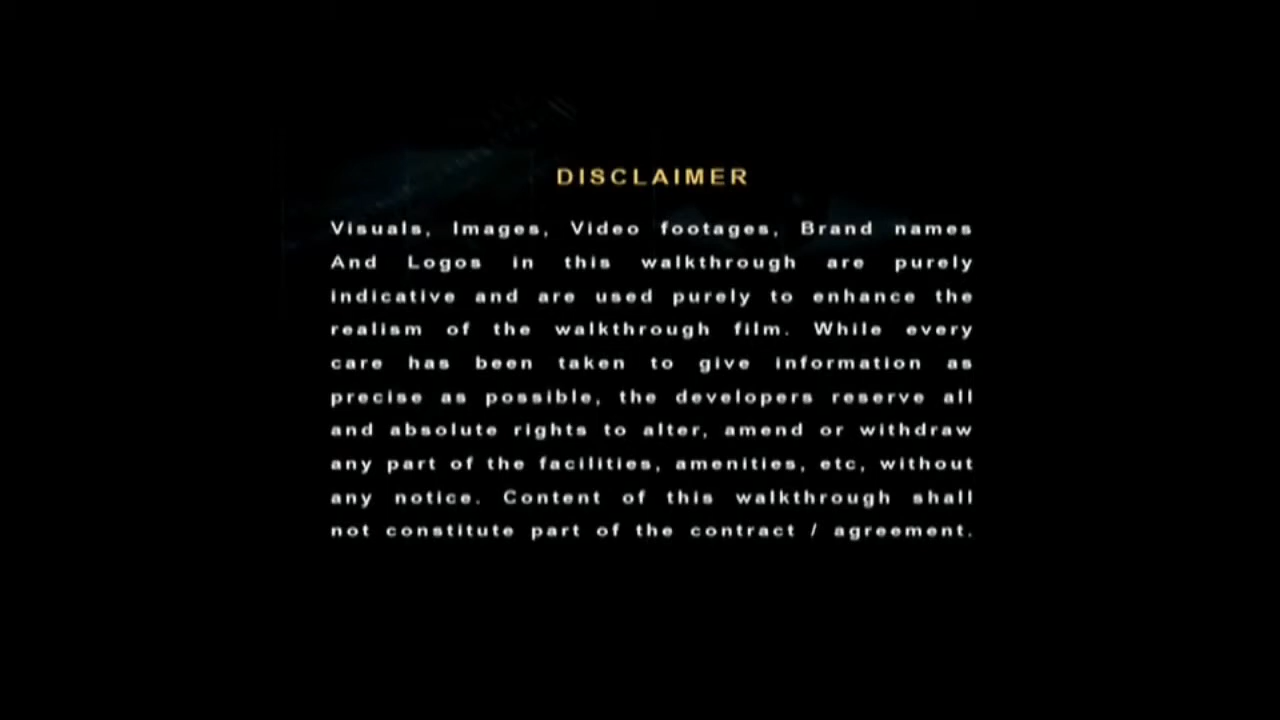 DISCLAIMER
Visuals, Images, Video footages, Brand names
And Logos in this walkthrough are purely
indicative and are used purely to enhance the
realism of the walkthrough film. While every
care has been taken to give information as
precise as possible, the developers reserve all
and absolute rights to alter, amend or withdraw
any part of the facilities, amenities, etc, without
any notice. Content of this walkthrough shall
not constitute part of the contract / agreement.